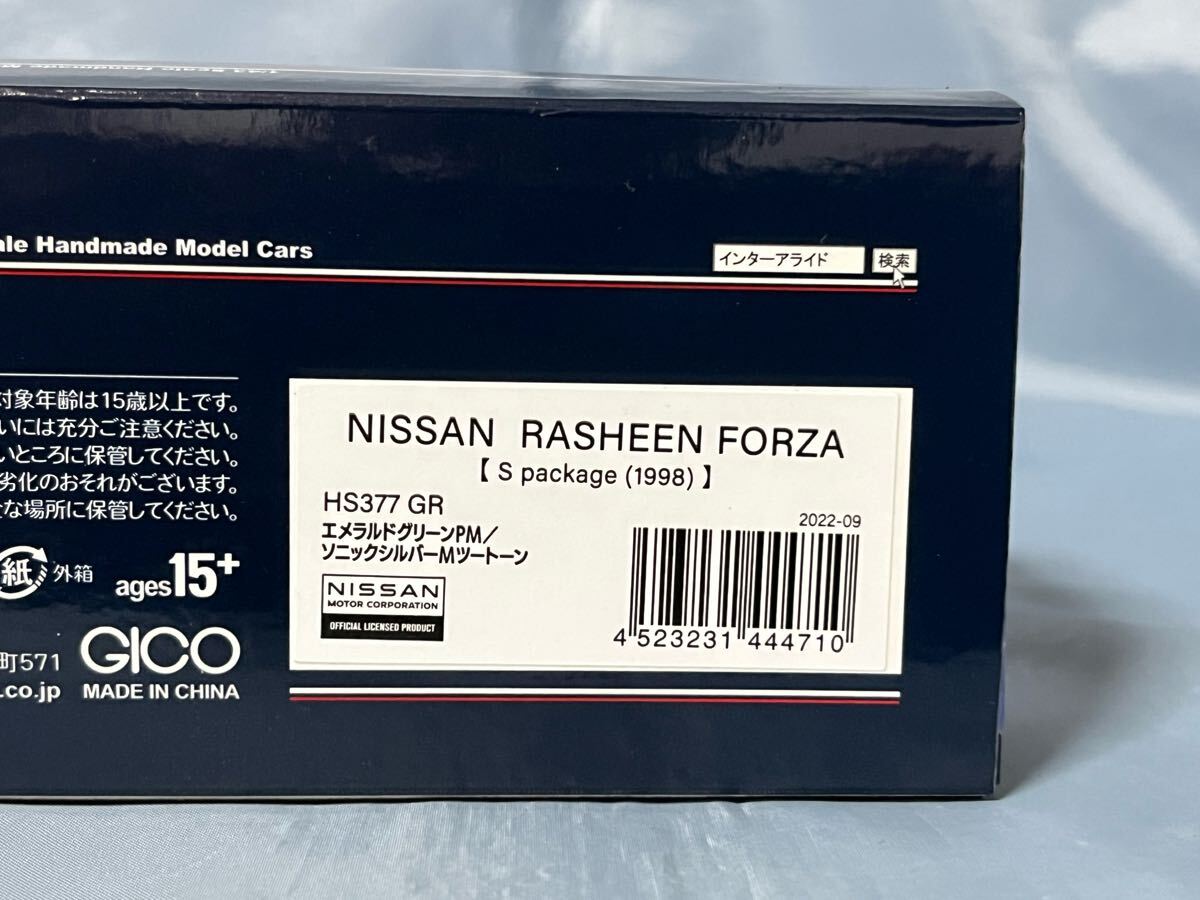 1/43 Scale Handmade M
ale Handmade Model Cars
インターアライド 検索
対象年齢は15歳以上です。
いには充分ご注意ください。
いところに保管してください。
劣化のおそれがございます。
な場所に保管してください。
紙 外箱 ages15+
町571 GICO
.co.jp MADE IN CHINA
NISSAN RASHEEN FORZA
【 S package (1998) 】
HS377 GR
2022-09
エメラルドグリーンPM／
ソニックシルバーMツートーン
NISSAN
MOTOR CORPORATION
OFFICIAL LICENSED PRODUCT
4 523231 444710